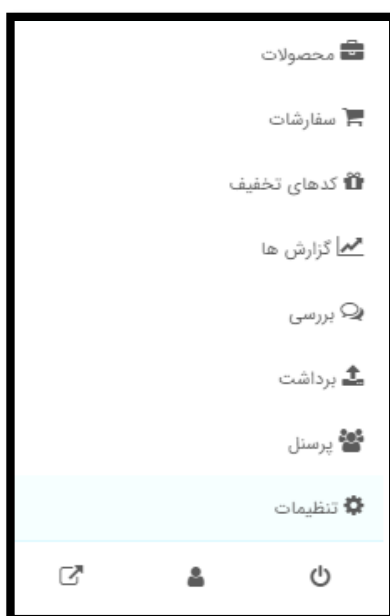 محصولات
سفارشات
کدهای تخفیف
گزارش ها
بررسی
برداشت
پرسنل
تنظیمات